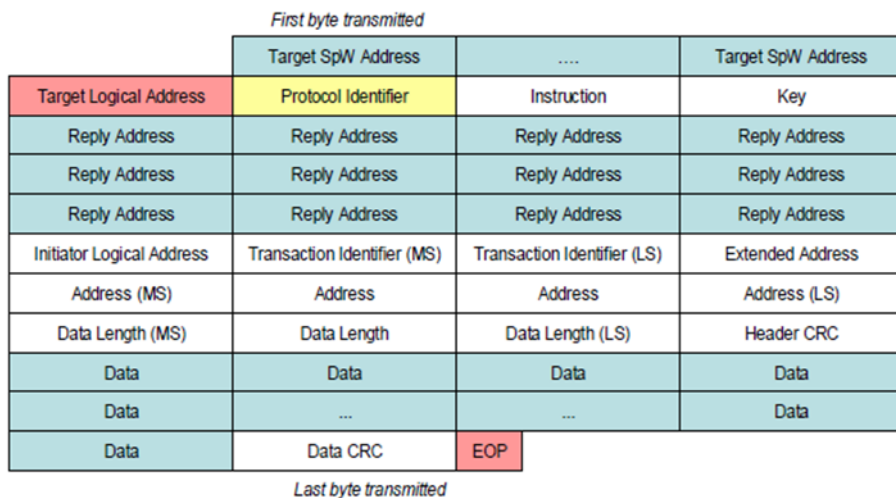 First byte transmitted
Target SpW Address .... Target SpW Address
Target Logical Address Protocol Identifier Instruction Key
Reply Address Reply Address Reply Address Reply Address
Reply Address Reply Address Reply Address Reply Address
Reply Address Reply Address Reply Address Reply Address
Initiator Logical Address Transaction Identifier (MS) Transaction Identifier (LS) Extended Address
Address (MS) Address Address Address (LS)
Data Length (MS) Data Length Data Length (LS) Header CRC
Data Data Data Data
Data ... ... Data
Data Data CRC EOP
Last byte transmitted